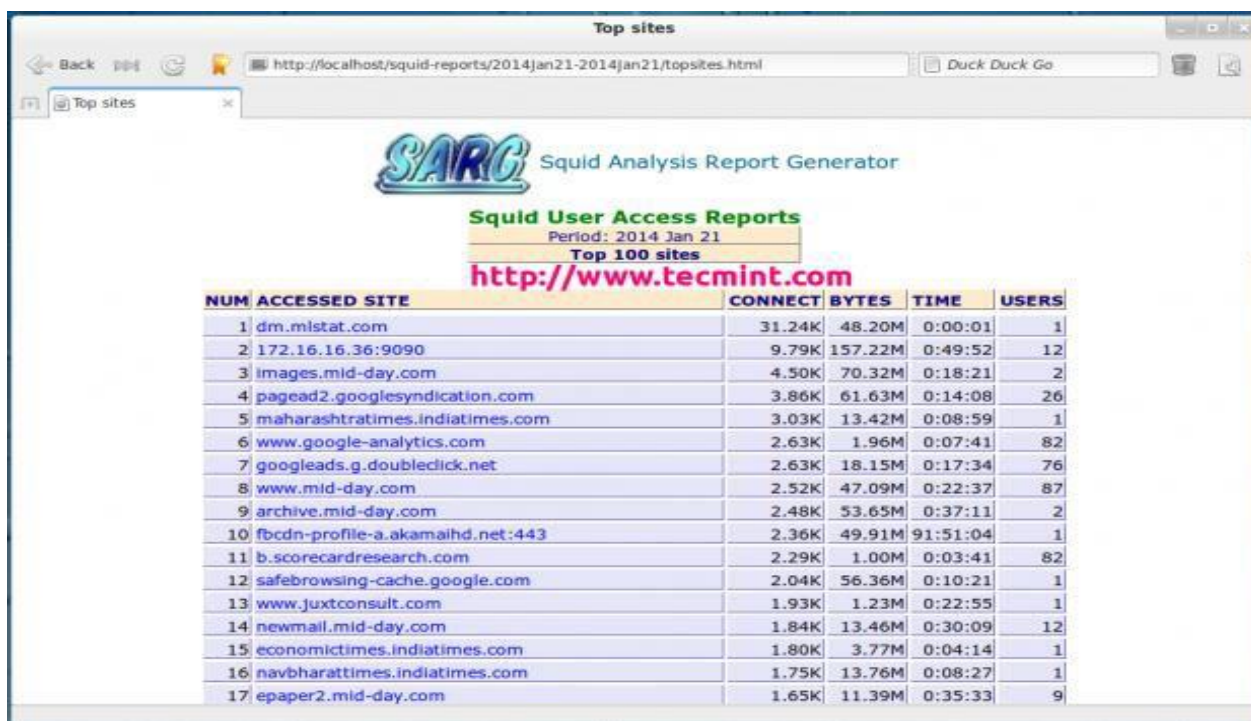 Top sites
Back http://localhost/squid-reports/2014Jan21-2014Jan21/topsites.html Duck Duck Go
Top sites
SARG Squid Analysis Report Generator
Squid User Access Reports
Period: 2014 Jan 21
Top 100 sites
http://www.tecmint.com
NUM ACCESSED SITE CONNECT BYTES TIME USERS
1 dm.mlstat.com 31.24K 48.20M 0:00:01 1
2 172.16.16.36:9090 9.79K 157.22M 0:49:52 12
3 images.mid-day.com 4.50K 70.32M 0:18:21 2
4 pagead2.googlesyndication.com 3.86K 61.63M 0:14:08 26
5 maharashtratimes.indiatimes.com 3.03K 13.42M 0:08:59 1
6 www.google-analytics.com 2.63K 1.96M 0:07:41 82
7 googleads.g.doubleclick.net 2.63K 18.15M 0:17:34 76
8 www.mid-day.com 2.52K 47.09M 0:22:37 87
9 archive.mid-day.com 2.48K 53.65M 0:37:11 2
10 fbcdn-profile-a.akamaihd.net:443 2.36K 49.91M 91:51:04 1
11 b.scorecardresearch.com 2.29K 1.00M 0:03:41 82
12 safebrowsing-cache.google.com 2.04K 56.36M 0:10:21 1
13 www.juxtconsult.com 1.93K 1.23M 0:22:55 1
14 newmail.mid-day.com 1.84K 13.46M 0:30:09 12
15 economictimes.indiatimes.com 1.80K 3.77M 0:04:14 1
16 navbharattimes.indiatimes.com 1.75K 13.76M 0:08:27 1
17 epaper2.mid-day.com 1.65K 11.39M 0:35:33 9